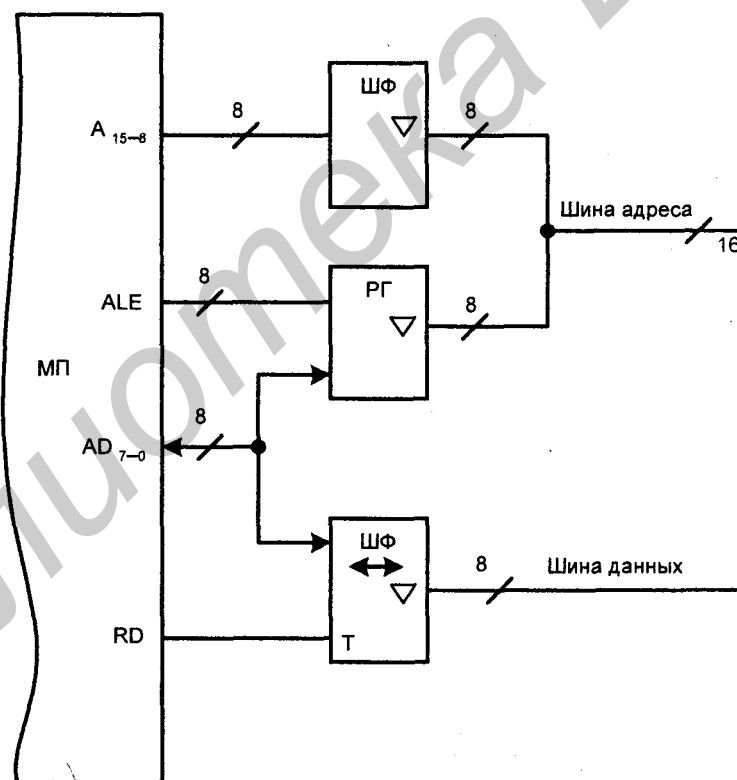 ШФ
8
8
A 15–8
Шина адреса
16
8
РГ
ALE
8
МП
8
AD 7–0
ШФ
8
Шина данных
RD
T